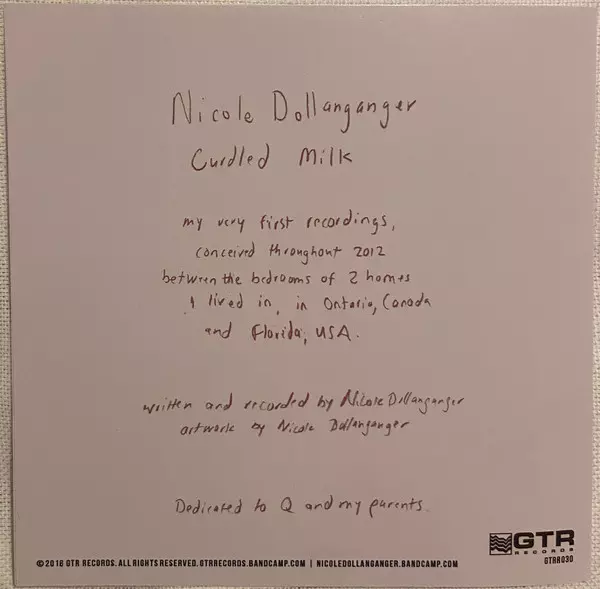 Nicole Dollanganger
Curdled Milk
my very first recordings,
conceived throughout 2012
between the bedrooms of 2 homes
I lived in, in Ontario, Canada
and Florida, USA.
written and recorded by Nicole Dollanganger
artwork by Nicole Dollanganger
Dedicated to Q and my parents.
GTR
RECORDS
GTRR030
©2018 GTR RECORDS. ALL RIGHTS RESERVED. GTRRECORDS.BANDCAMP.COM | NICOLEDOLLANGANGER.BANDCAMP.COM